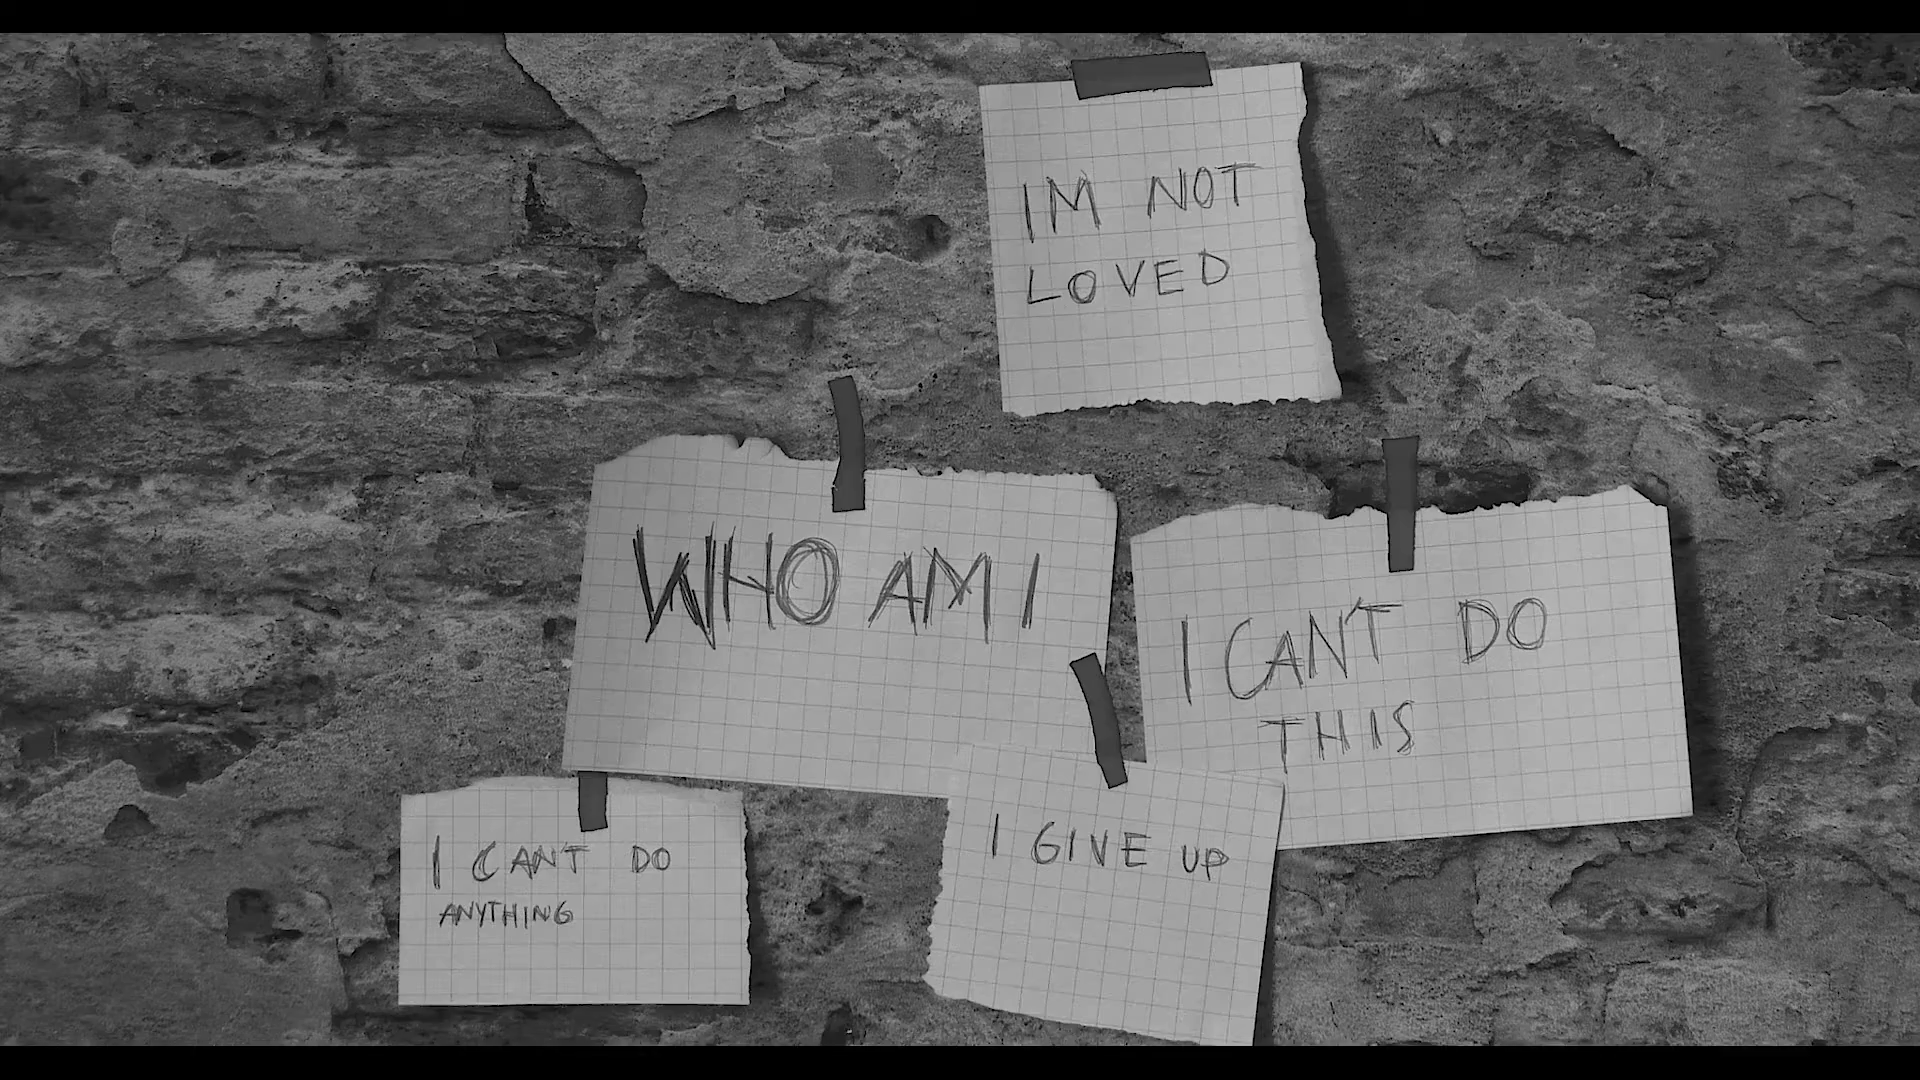 IM NOT
LOVED
WHO AM I
I CANT DO
THIS
I CANT DO
ANYTHING
I GIVE UP